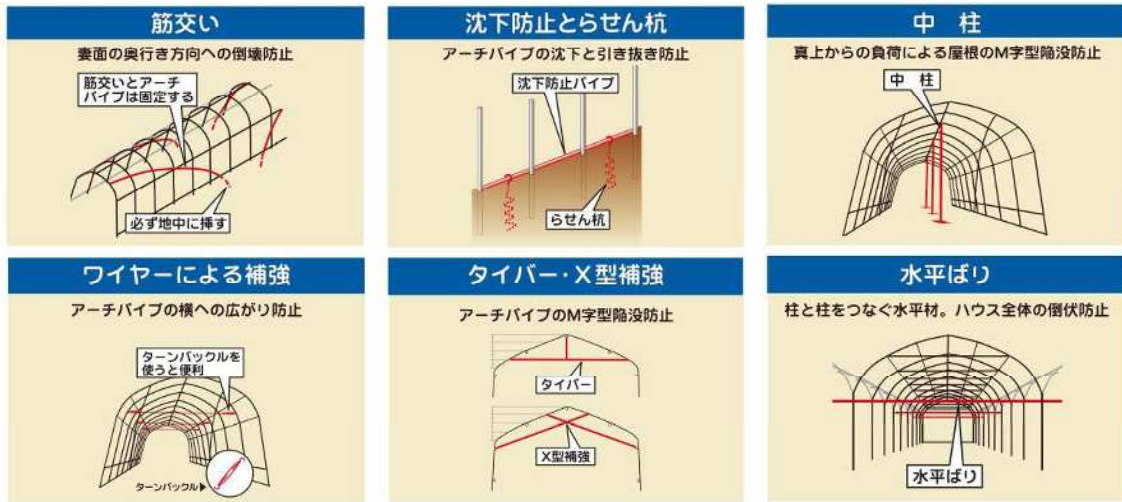 筋交い
妻面の奥行き方向への倒壊防止
筋交いとアーチ
パイプは固定する
必ず地中に挿す
沈下防止とらせん杭
アーチパイプの沈下と引き抜き防止
沈下防止パイプ
らせん杭
中 柱
真上からの負荷による屋根のM字型陥没防止
中 柱
ワイヤーによる補強
アーチパイプの横への広がり防止
ターンバックルを
使うと便利
ターンバックル▶
タイバー・X型補強
アーチパイプのM字型陥没防止
タイバー
X型補強
水平ばり
柱と柱をつなぐ水平材。ハウス全体の倒伏防止
水平ばり